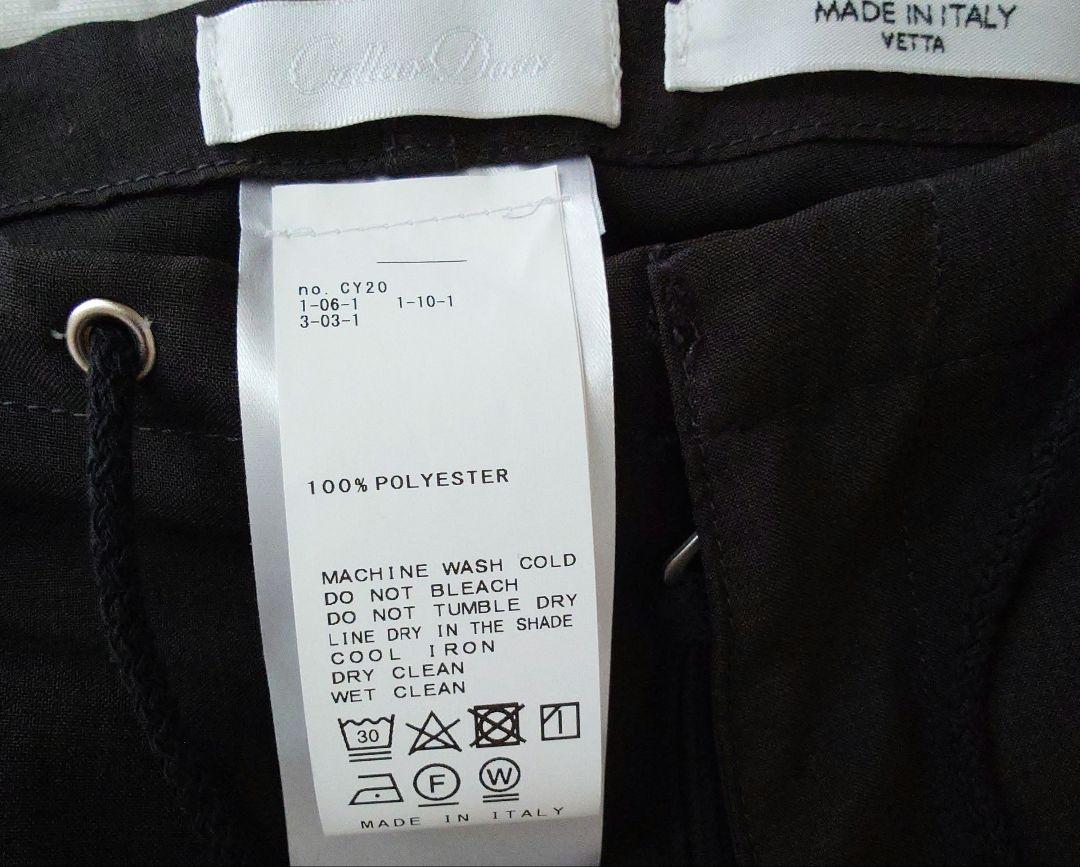 MADE IN ITALY
VETTA
no. CY20
1-06-1 1-10-1
3-03-1
100% POLYESTER
MACHINE WASH COLD
DO NOT BLEACH
DO NOT TUMBLE DRY
LINE DRY IN THE SHADE
COOL IRON
DRY CLEAN
WET CLEAN
30
F W
MADE IN ITALY